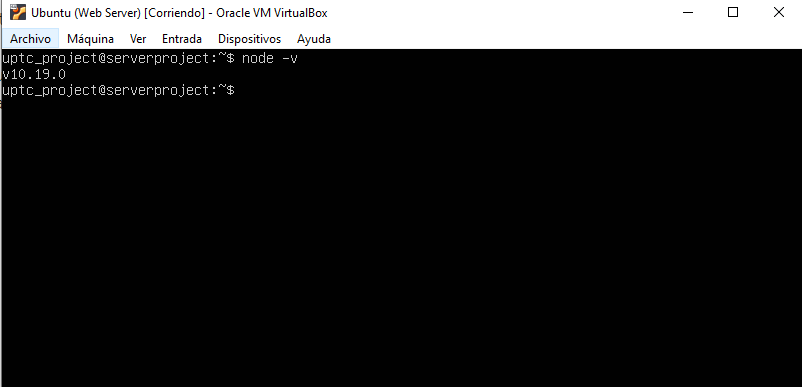 Ubuntu (Web Server) [Corriendo] - Oracle VM VirtualBox
Archivo Máquina Ver Entrada Dispositivos Ayuda
uptc_project@serverproject:~$ node -v
v10.19.0
uptc_project@serverproject:~$